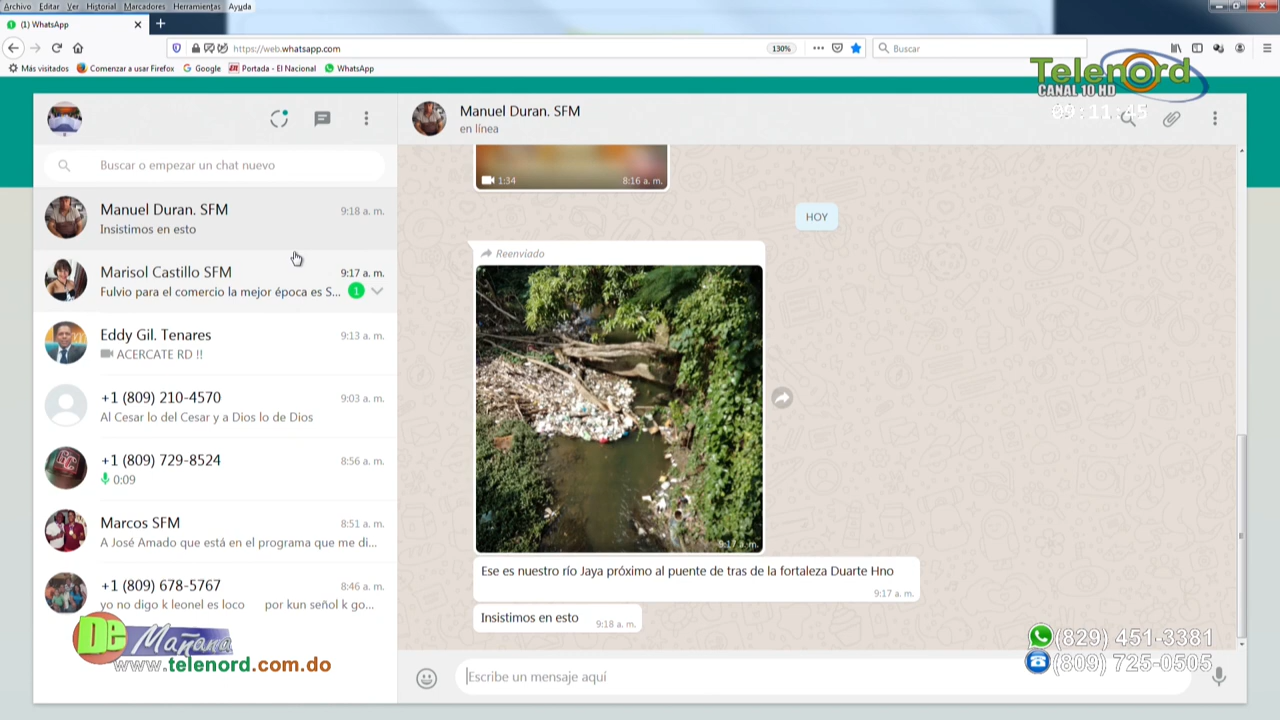 Archivo Editar Ver Historial Marcadores Herramientas Ayuda
(1) WhatsApp
https://web.whatsapp.com
130%
Buscar
Más visitados Comenzar a usar Firefox Google Portada - El Nacional WhatsApp
Telenord
CANAL 10 HD
09:11:45
Manuel Duran. SFM
en línea
Buscar o empezar un chat nuevo
Manuel Duran. SFM 9:18 a. m.
Insistimos en esto
Marisol Castillo SFM 9:17 a. m.
Fulvio para el comercio la mejor época es S... 1
Eddy Gil. Tenares 9:13 a. m.
ACERCATE RD !!
+1 (809) 210-4570 9:03 a. m.
Al Cesar lo del Cesar y a Dios lo de Dios
+1 (809) 729-8524 8:56 a. m.
0:09
Marcos SFM 8:51 a. m.
A José Amado que está en el programa que me di...
+1 (809) 678-5767 8:46 a. m.
yo no digo k leonel es loco por kun señol k go...
1:34 8:16 a. m.
HOY
Reenviado
9:17 a. m.
Ese es nuestro río Jaya próximo al puente de tras de la fortaleza Duarte Hno
9:17 a. m.
Insistimos en esto 9:18 a. m.
Escribe un mensaje aquí
De Mañana
www.telenord.com.do
(829) 451-3381
(809) 725-0505